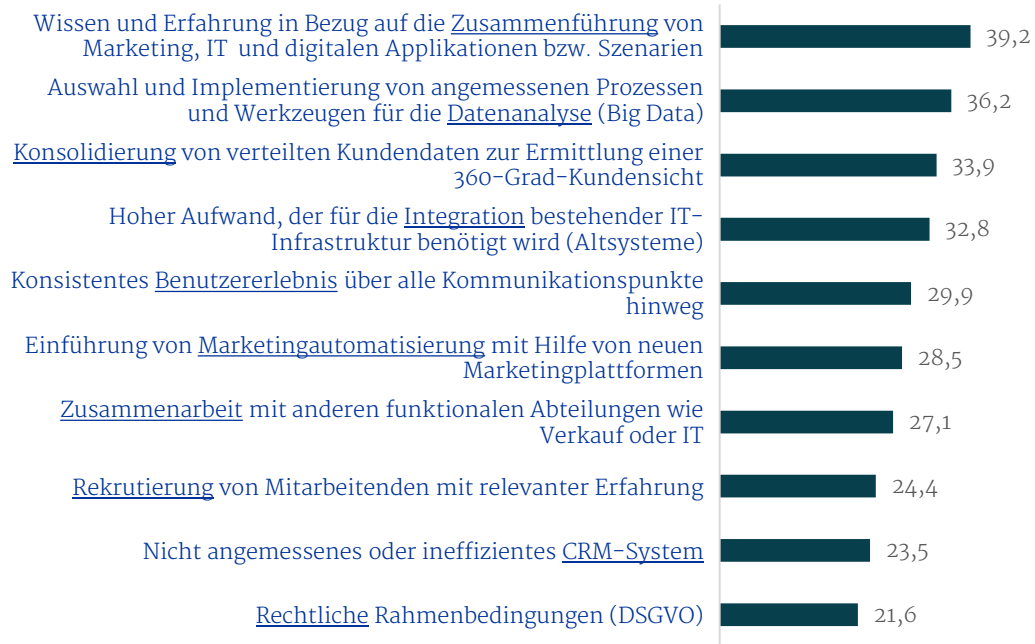 Wissen und Erfahrung in Bezug auf die Zusammenführung von
Marketing, IT und digitalen Applikationen bzw. Szenarien
39,2
Auswahl und Implementierung von angemessenen Prozessen
und Werkzeugen für die Datenanalyse (Big Data)
36,2
Konsolidierung von verteilten Kundendaten zur Ermittlung einer
360-Grad-Kundensicht
33,9
Hoher Aufwand, der für die Integration bestehender IT-
Infrastruktur benötigt wird (Altsysteme)
32,8
Konsistentes Benutzererlebnis über alle Kommunikationspunkte
hinweg
29,9
Einführung von Marketingautomatisierung mit Hilfe von neuen
Marketingplattformen
28,5
Zusammenarbeit mit anderen funktionalen Abteilungen wie
Verkauf oder IT
27,1
Rekrutierung von Mitarbeitenden mit relevanter Erfahrung
24,4
Nicht angemessenes oder ineffizientes CRM-System
23,5
Rechtliche Rahmenbedingungen (DSGVO)
21,6